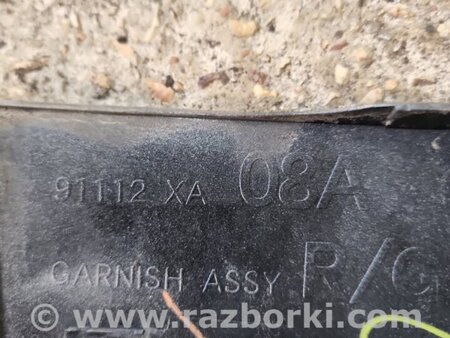 91112 XA 08A
GARNISH ASSY R/G
www.razborki.com